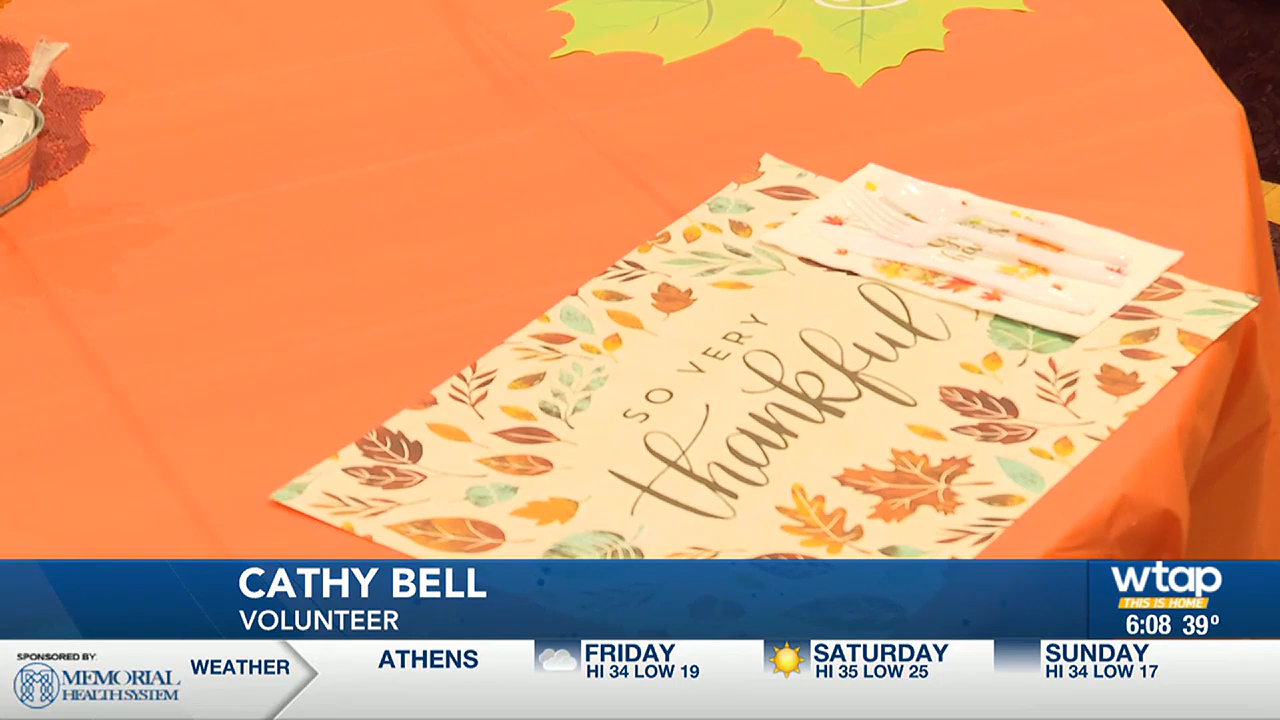 SO VERY
thankful
CATHY BELL
VOLUNTEER
wtap
THIS IS HOME
6:08 39°
SPONSORED BY:
MEMORIAL
HEALTH SYSTEM
WEATHER
ATHENS
FRIDAY
HI 34 LOW 19
SATURDAY
HI 35 LOW 25
SUNDAY
HI 34 LOW 17